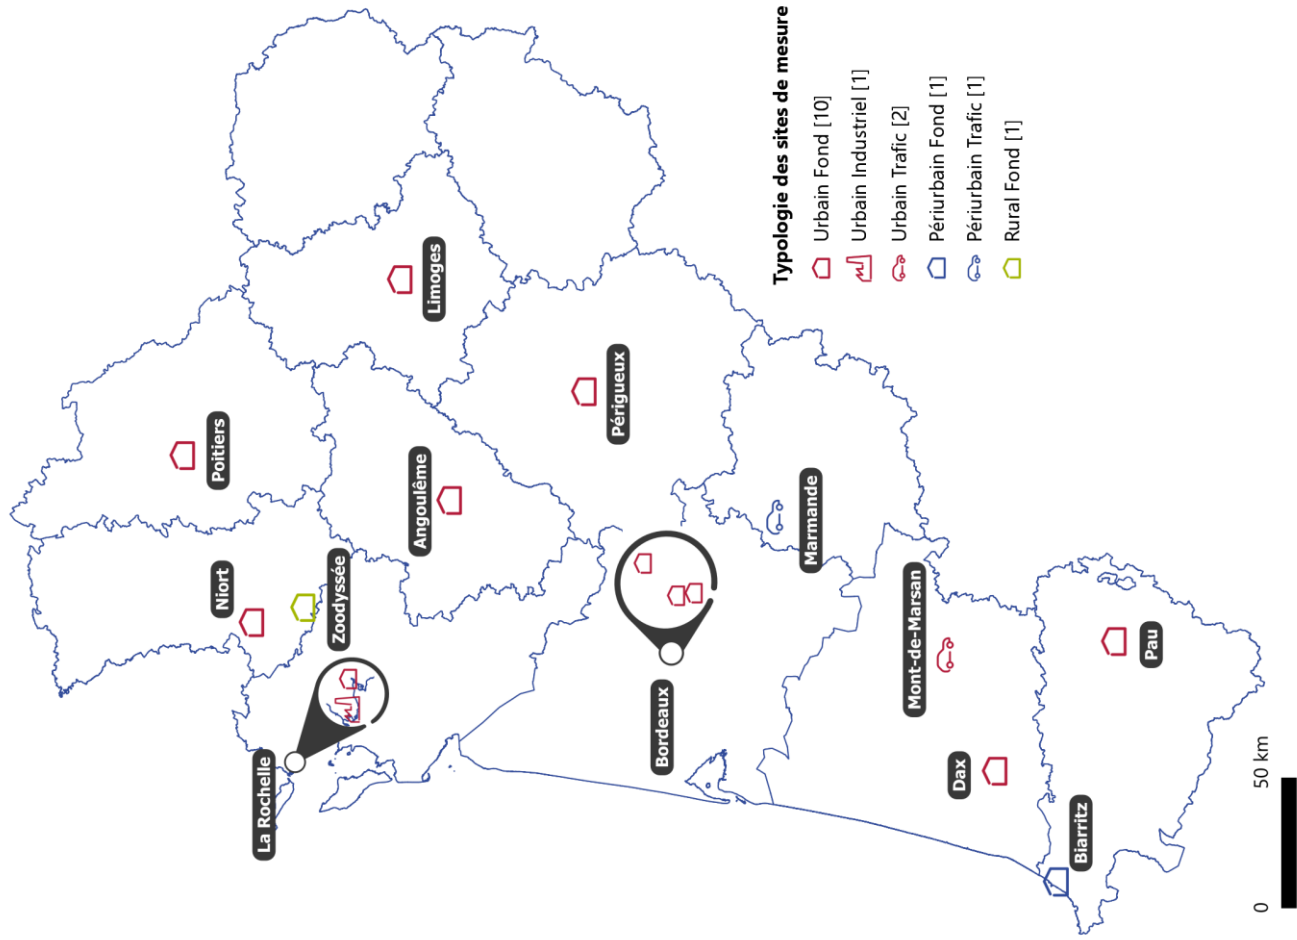 Niort
Poitiers
Zoodyssée
La Rochelle
Angoulême
Limoges
Périgueux
Bordeaux
Marmande
Mont-de-Marsan
Dax
Biarritz
Pau
Typologie des sites de mesure
Urbain Fond [10]
Urbain Industriel [1]
Urbain Trafic [2]
Périurbain Fond [1]
Périurbain Trafic [1]
Rural Fond [1]
0
50 km